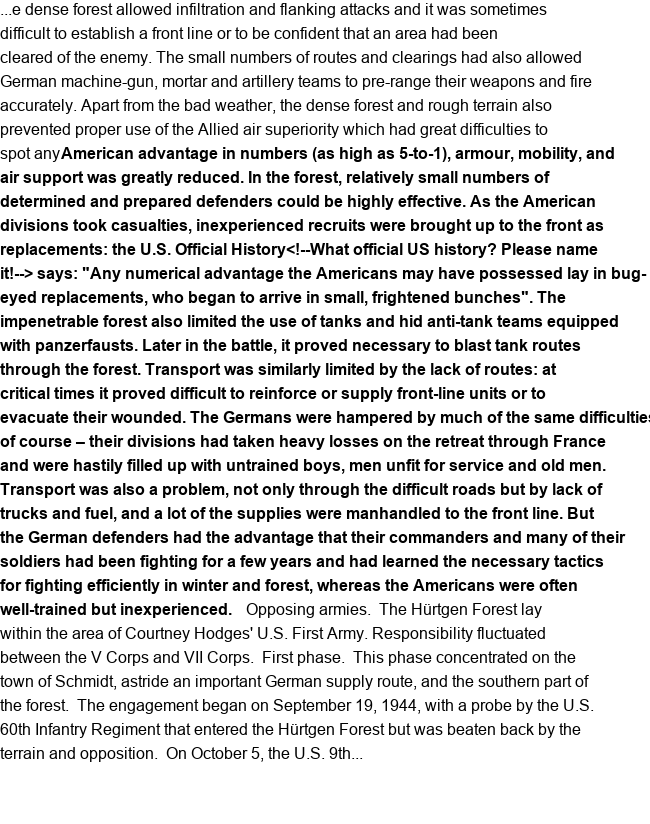 ...e dense forest allowed infiltration and flanking attacks and it was sometimes
difficult to establish a front line or to be confident that an area had been
cleared of the enemy. The small numbers of routes and clearings had also allowed
German machine-gun, mortar and artillery teams to pre-range their weapons and fire
accurately. Apart from the bad weather, the dense forest and rough terrain also
prevented proper use of the Allied air superiority which had great difficulties to
spot anyAmerican advantage in numbers (as high as 5-to-1), armour, mobility, and
air support was greatly reduced. In the forest, relatively small numbers of
determined and prepared defenders could be highly effective. As the American
divisions took casualties, inexperienced recruits were brought up to the front as
replacements: the U.S. Official History<!--What official US history? Please name
it!--> says: "Any numerical advantage the Americans may have possessed lay in bug-
eyed replacements, who began to arrive in small, frightened bunches". The
impenetrable forest also limited the use of tanks and hid anti-tank teams equipped
with panzerfausts. Later in the battle, it proved necessary to blast tank routes
through the forest. Transport was similarly limited by the lack of routes: at
critical times it proved difficult to reinforce or supply front-line units or to
evacuate their wounded. The Germans were hampered by much of the same difficulties
of course – their divisions had taken heavy losses on the retreat through France
and were hastily filled up with untrained boys, men unfit for service and old men.
Transport was also a problem, not only through the difficult roads but by lack of
trucks and fuel, and a lot of the supplies were manhandled to the front line. But
the German defenders had the advantage that their commanders and many of their
soldiers had been fighting for a few years and had learned the necessary tactics
for fighting efficiently in winter and forest, whereas the Americans were often
well-trained but inexperienced. Opposing armies. The Hürtgen Forest lay
within the area of Courtney Hodges' U.S. First Army. Responsibility fluctuated
between the V Corps and VII Corps. First phase. This phase concentrated on the
town of Schmidt, astride an important German supply route, and the southern part of
the forest. The engagement began on September 19, 1944, with a probe by the U.S.
60th Infantry Regiment that entered the Hürtgen Forest but was beaten back by the
terrain and opposition. On October 5, the U.S. 9th...